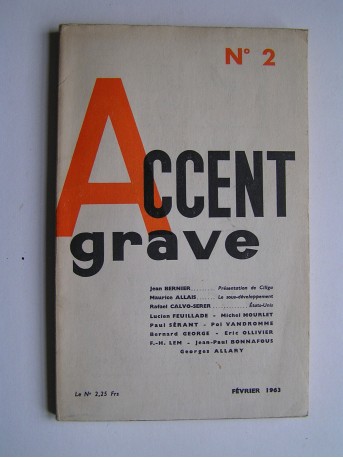 N° 2
ACCENT
grave
Jean BERNIER........ Présentation de Ciliga
Maurice ALLAIS...... Le sous-développement
Rafael CALVO-SERER.......... États-Unis
Lucien FEUILLADE - Michel MOURLET
Paul SÉRANT - Pol VANDROMME
Bernard GEORGE - Eric OLLIVIER
F.-H. LEM - Jean-Paul BONNAFOUS
Georges ALLARY
Le N° 2,25 Frs
FÉVRIER 1963